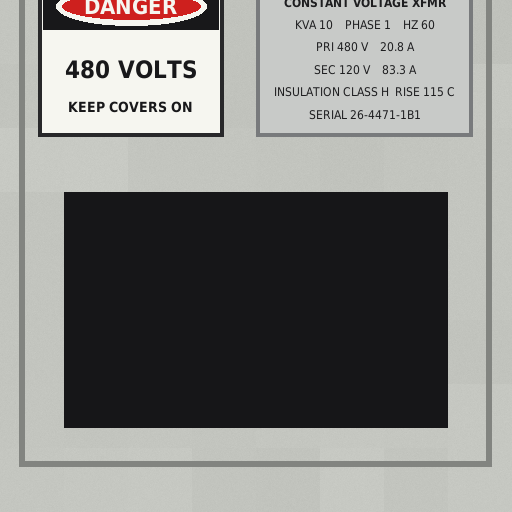 DANGER
480 VOLTS
KEEP COVERS ON
CONSTANT VOLTAGE XFMR
KVA 10 PHASE 1 HZ 60
PRI 480 V 20.8 A
SEC 120 V 83.3 A
INSULATION CLASS H RISE 115 C
SERIAL 26-4471-1B1